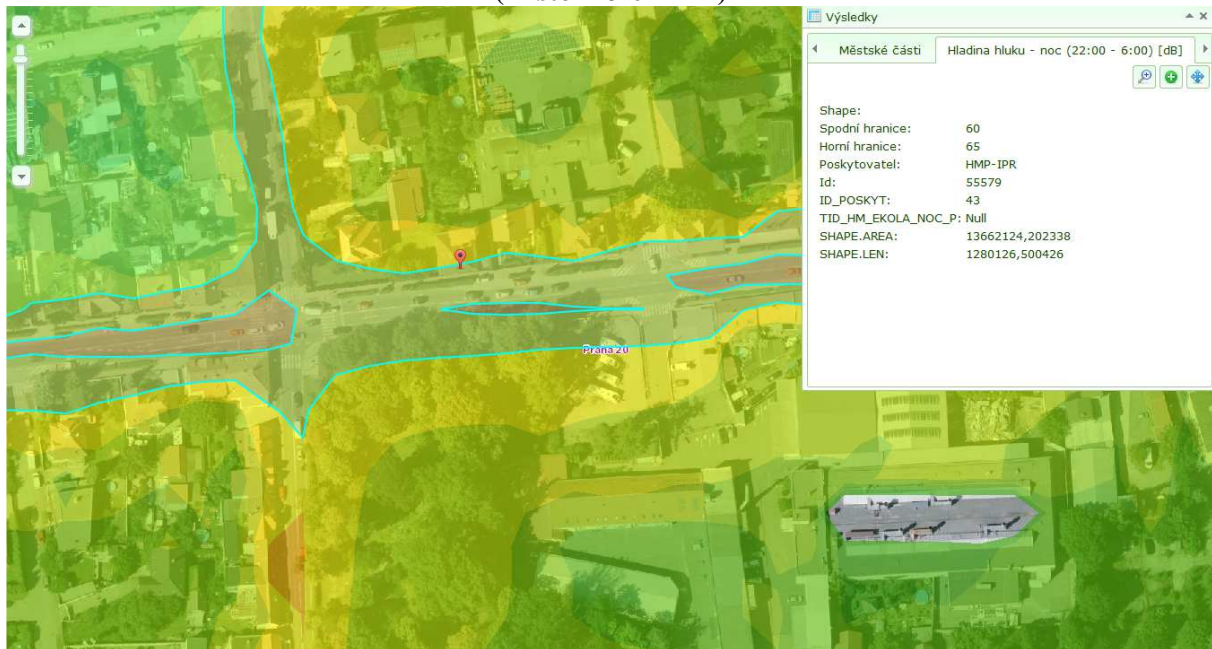 Výsledky
Městské části
Hladina hluku - noc (22:00 - 6:00) [dB]
Shape:
Spodní hranice: 60
Horní hranice: 65
Poskytovatel: HMP-IPR
Id: 55579
ID_POSKYT: 43
TID_HM_EKOLA_NOC_P: Null
SHAPE.AREA: 13662124,202338
SHAPE.LEN: 1280126,500426
Praha 20